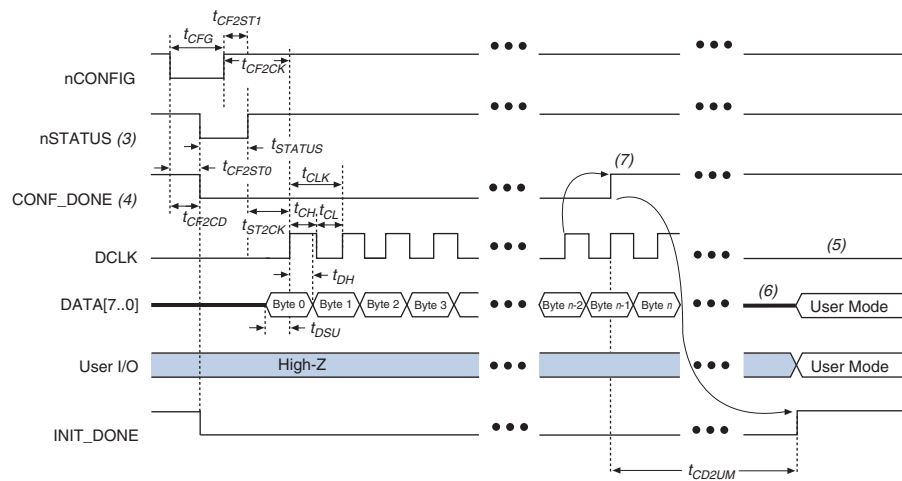 tCF2ST1
tCFG
nCONFIG
tCF2CK
nSTATUS (3)
tSTATUS
tCF2ST0
tCLK
(7)
CONF_DONE (4)
tCF2CD
tST2CK
tCH
tCL
DCLK
(5)
tDH
DATA[7..0]
Byte 0
Byte 1
Byte 2
Byte 3
Byte n-2
Byte n-1
Byte n
(6)
User Mode
tDSU
User I/O
High-Z
User Mode
INIT_DONE
tCD2UM